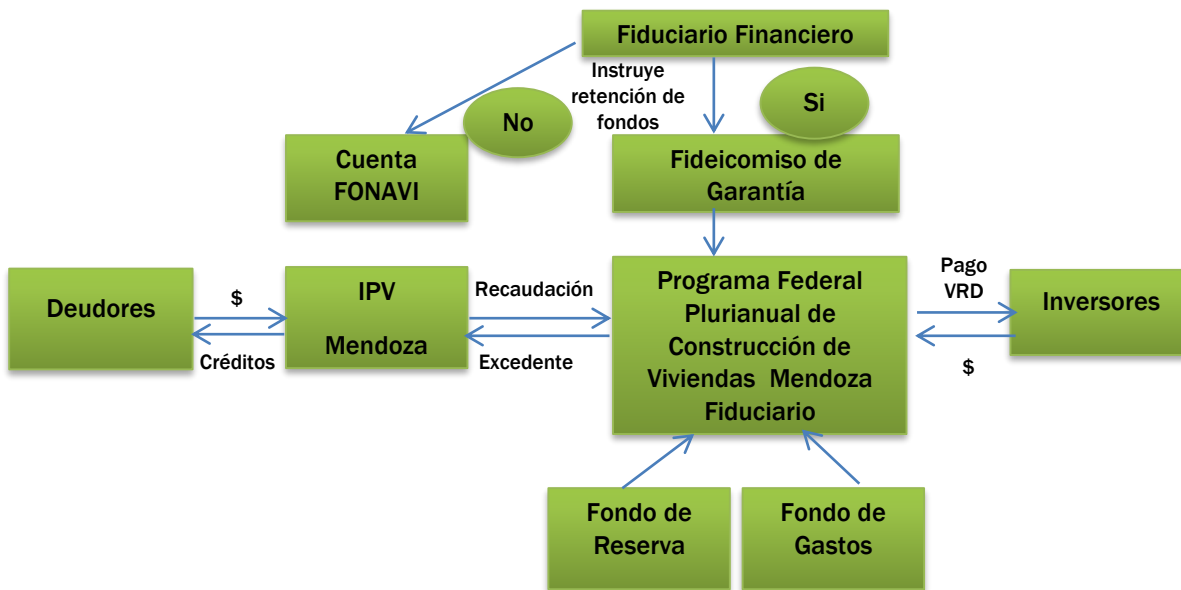 Fiduciario Financiero
Instruye
retención de
fondos
No
Si
Cuenta
FONAVI
Fideicomiso de
Garantía
Deudores
$
Créditos
IPV
Mendoza
Recaudación
Excedente
Programa Federal
Plurianual de
Construcción de
Viviendas Mendoza
Fiduciario
Pago
VRD
$
Inversores
Fondo de
Reserva
Fondo de
Gastos